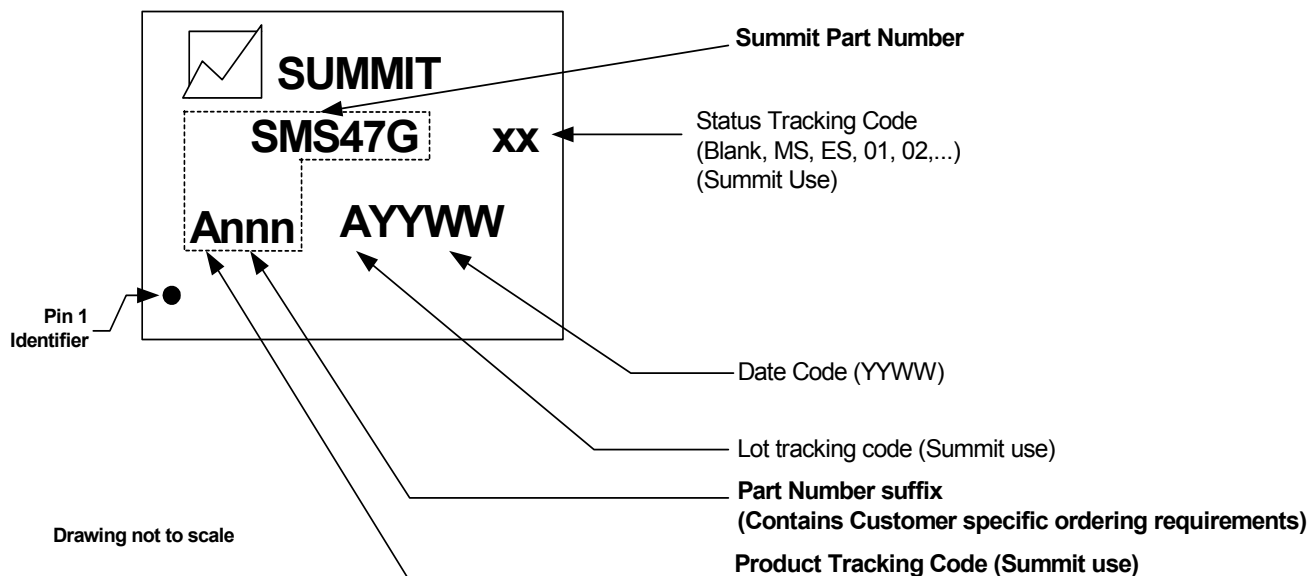 Summit Part Number
SUMMIT
SMS47G
xx
Status Tracking Code
(Blank, MS, ES, 01, 02,...)
(Summit Use)
Annn
AYYWW
Pin 1
Identifier
Date Code (YYWW)
Lot tracking code (Summit use)
Part Number suffix
(Contains Customer specific ordering requirements)
Drawing not to scale
Product Tracking Code (Summit use)